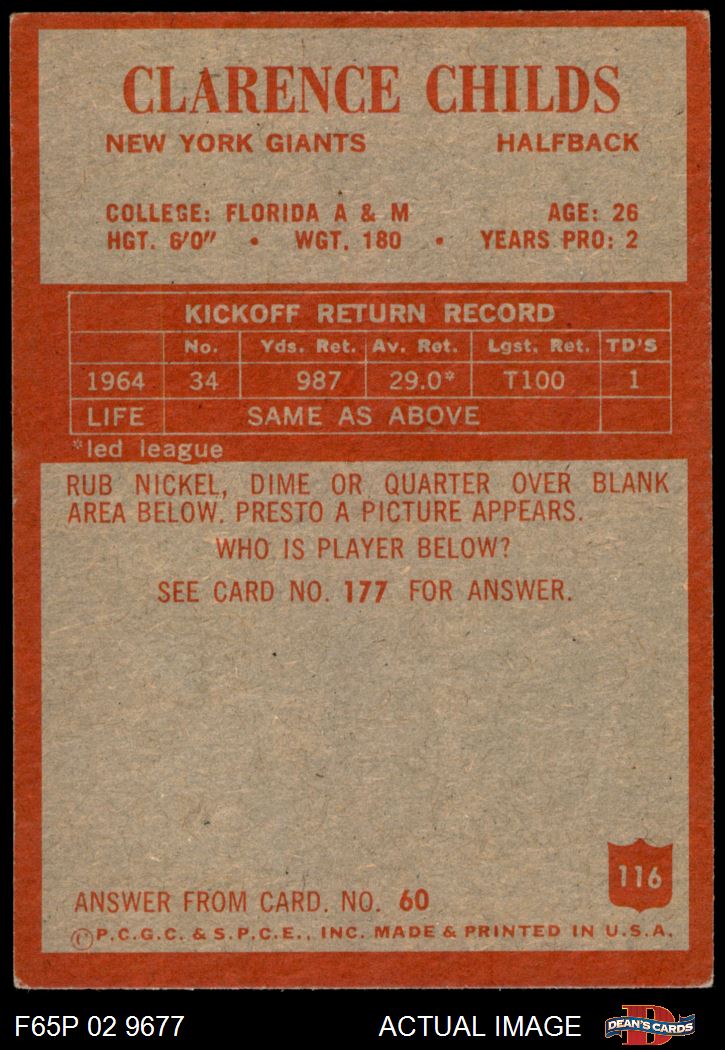 CLARENCE CHILDS
NEW YORK GIANTS HALFBACK
COLLEGE: FLORIDA A & M AGE: 26
HGT. 6'0" • WGT. 180 • YEARS PRO: 2
KICKOFF RETURN RECORD
No. Yds. Ret. Av. Ret. Lgst. Ret. TD'S
1964 34 987 29.0* T100 1
LIFE SAME AS ABOVE
*led league
RUB NICKEL, DIME OR QUARTER OVER BLANK
AREA BELOW. PRESTO A PICTURE APPEARS.
WHO IS PLAYER BELOW?
SEE CARD NO. 177 FOR ANSWER.
116
ANSWER FROM CARD. NO. 60
©P.C.G.C. & S.P.C.E., INC. MADE & PRINTED IN U.S.A.
F65P 02 9677 ACTUAL IMAGE D DEAN'S CARDS